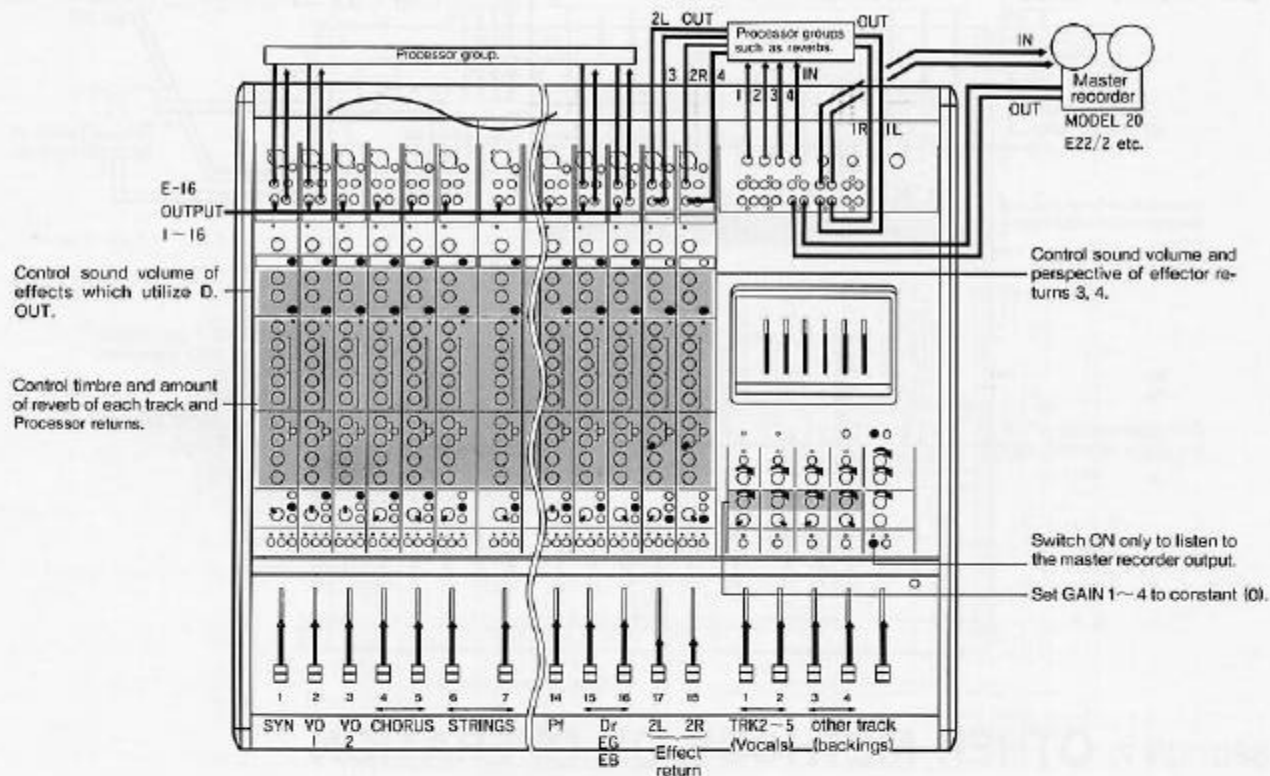 2L OUT
Processor groups
such as reverbs.
OUT
IN
Processor group.
3 2R 4
1 2 3 4
IN
Master
recorder
OUT
MODEL 20
E22/2 etc.
1R 1L
E-16
OUTPUT
1~16
Control sound volume of
effects which utilize D.
OUT.
Control sound volume and
perspective of effector re-
turns 3, 4.
Control timbre and amount
of reverb of each track and
Processor returns.
Switch ON only to listen to
the master recorder output.
Set GAIN 1~4 to constant (0).
1 2 3 4 5 6 7 14 15 16 17 18 1 2 3 4
SYN VO VO CHORUS STRINGS Pf Dr 2L 2R TRK2~5 other track
1 2 EG Effect (Vocals) (backings)
EB return